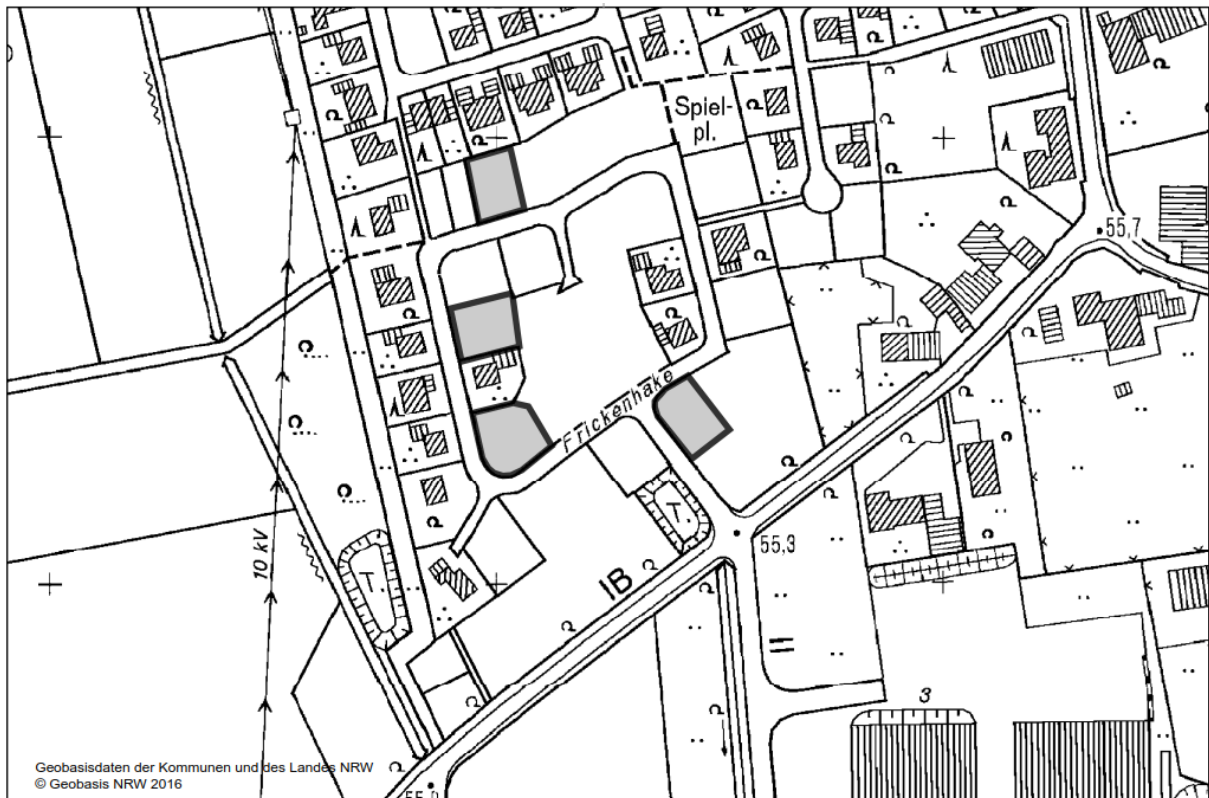 Spiel-
pl.
55,7
Frickenhake
10 kV
T
T
55,3
IB
II
3
Geobasisdaten der Kommunen und des Landes NRW
© Geobasis NRW 2016